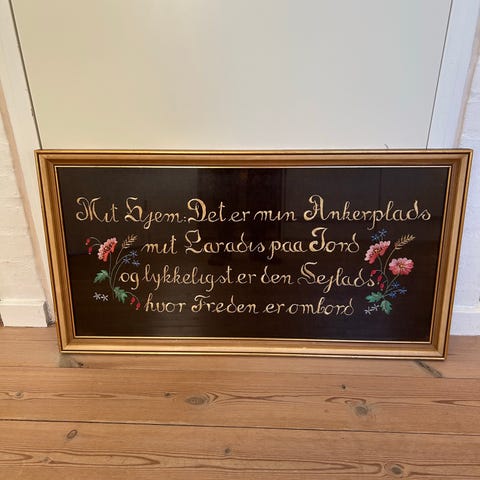 Mit Hjem: Det er min Ankerplads
mit Paradis paa Jord
og lykkeligst er den Sejlads
hvor Freden er ombord